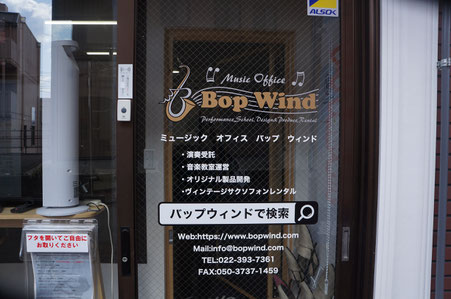 ALSOK
Music Office
Bop Wind
Performance, School, Design & Produce, Rental
ミュージック オフィス バップ ウィンド
・演奏受託
・音楽教室運営
・オリジナル製品開発
・ヴィンテージサクソフォンレンタル
バップウィンドで検索
Web:https://www.bopwind.com
Mail:info@bopwind.com
TEL:022-393-7361
FAX:050-3737-1459
フタを開いてご自由に
お取りください